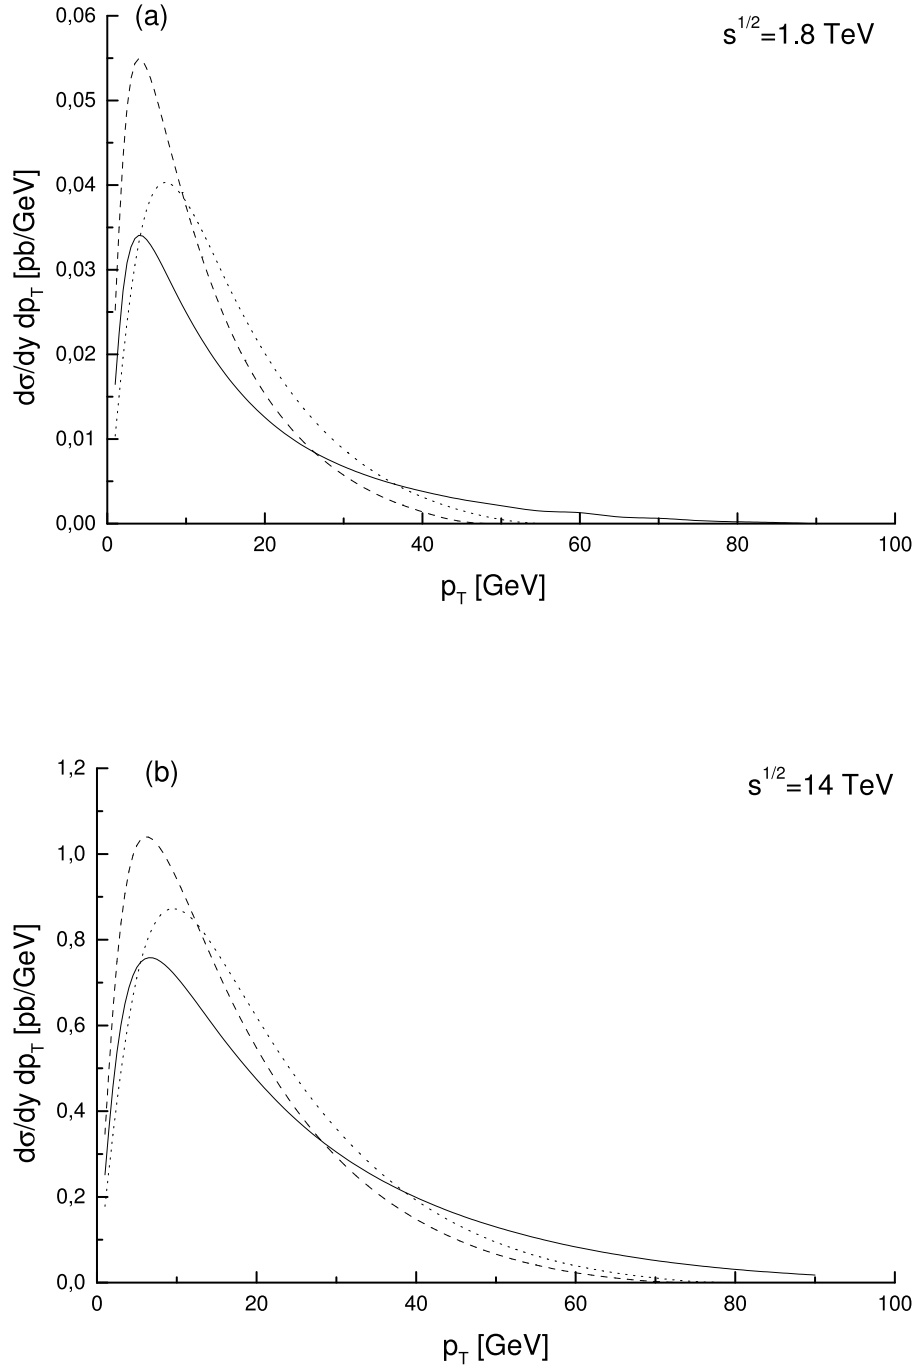 (a)
s^{1/2}=1.8 TeV
dσ/dy dp_T [pb/GeV]
0,06
0,05
0,04
0,03
0,02
0,01
0,00
0 20 40 60 80 100
p_T [GeV]
(b)
s^{1/2}=14 TeV
dσ/dy dp_T [pb/GeV]
1,2
1,0
0,8
0,6
0,4
0,2
0,0
0 20 40 60 80 100
p_T [GeV]